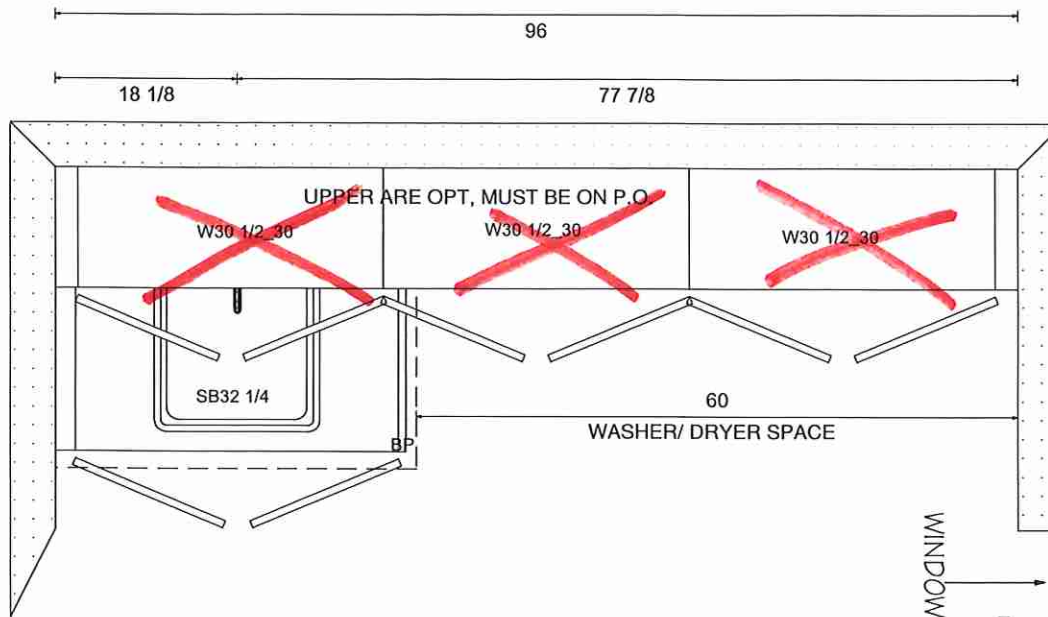 96
18 1/8
77 7/8
UPPER ARE OPT, MUST BE ON P.O.
W30 1/2_30
W30 1/2_30
W30 1/2_30
SB32 1/4
60
WASHER/ DRYER SPACE
BP
WINDOW